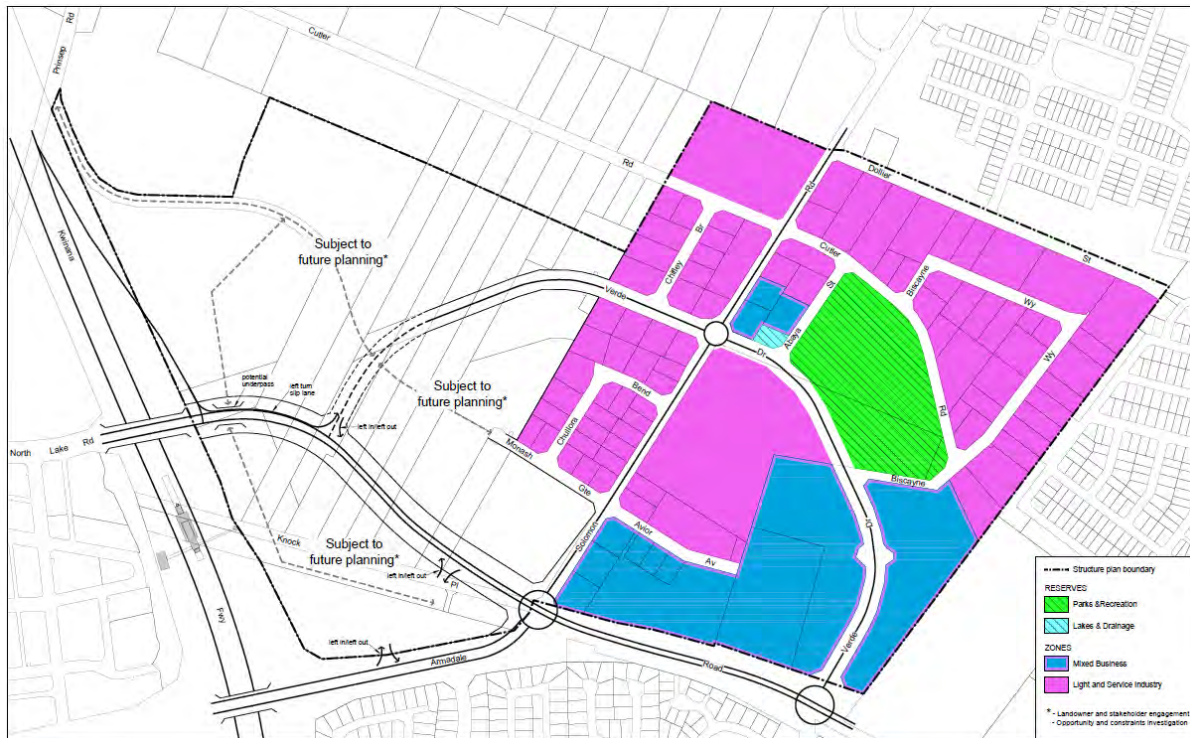 Prinsep
Rd
Cutler
Rd
Kwinana
Fwy
Subject to
future planning*
Verde
Dr
Chiffley
Br
Rd
Dollier
St
Cutler
Abaya
St
Biscayne
Wy
Wy
Rd
Biscayne
potential
underpass
left turn
slip lane
left in/left out
North Lake Rd
Subject to
future planning*
Bend
Chullora
Monash
Gte
Solomon
Avior
Av
Dr
Verde
Knock
Pl
Subject to
future planning*
left in/left out
left in/left out
Armadale
Road
Structure plan boundary
RESERVES
Parks &Recreation
Lakes & Drainage
ZONES
Mixed Business
Light and Service Industry
* - Landowner and stakeholder engagement
- Opportunity and constraints investigation